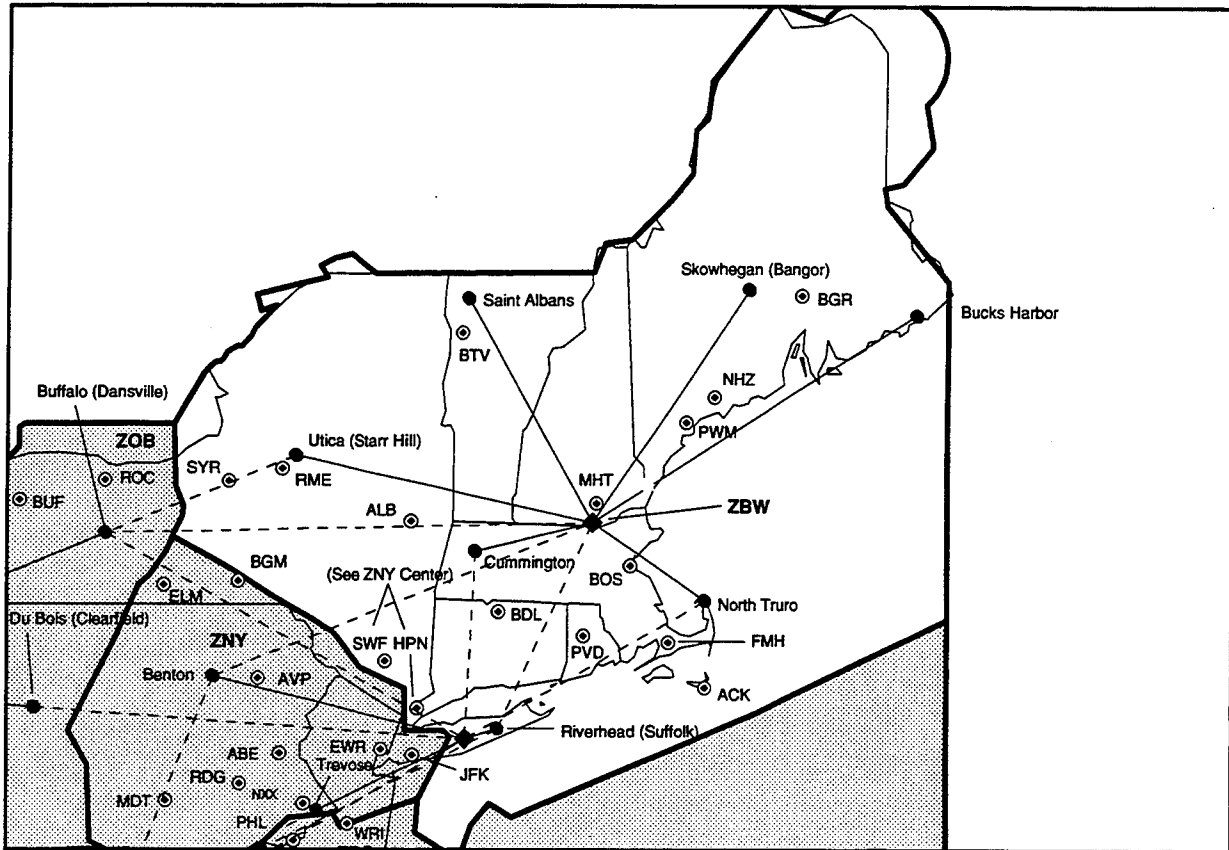 Skowhegan (Bangor)
BGR
Saint Albans
Bucks Harbor
BTV
Buffalo (Dansville)
NHZ
PWM
ZOB
Utica (Starr Hill)
ROC
SYR
RME
MHT
BUF
ALB
ZBW
Cummington
BGM
(See ZNY Center)
BOS
ELM
Du Bois (Clearfield)
BDL
North Truro
ZNY
SWF HPN
PVD
FMH
Benton
AVP
ACK
Riverhead (Suffolk)
ABE
EWR
Trevose
JFK
RDG
MDT
NXX
PHL
WRI